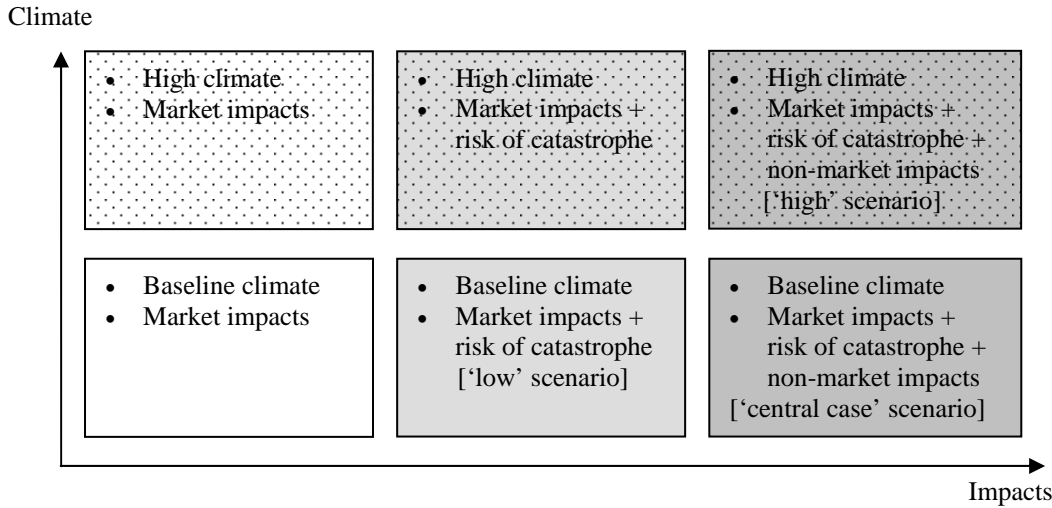 Climate
• High climate
• Market impacts
• High climate
• Market impacts +
risk of catastrophe
• High climate
• Market impacts +
risk of catastrophe +
non-market impacts
[‘high’ scenario]
• Baseline climate
• Market impacts
• Baseline climate
• Market impacts +
risk of catastrophe
[‘low’ scenario]
• Baseline climate
• Market impacts +
risk of catastrophe +
non-market impacts
[‘central case’ scenario]
Impacts